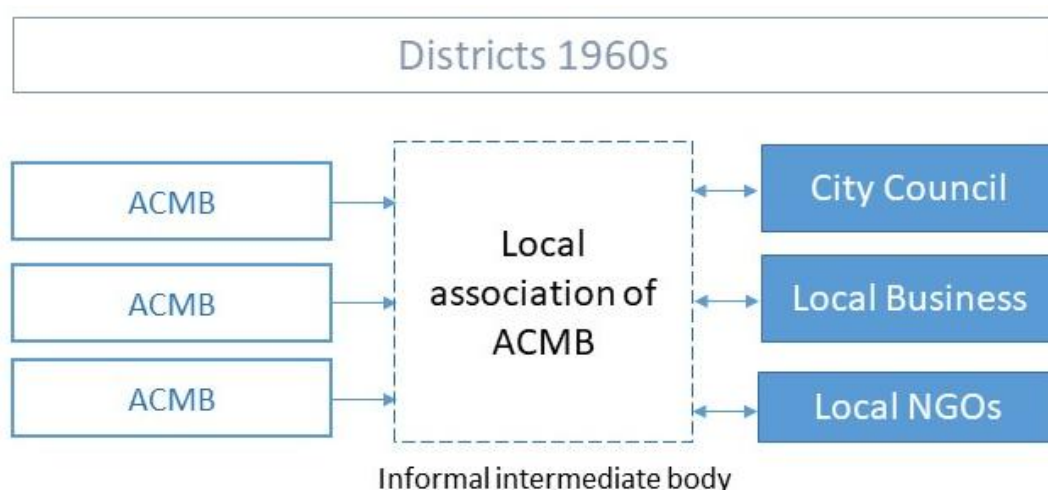 Districts 1960s
ACMB
ACMB
ACMB
Local
association of
ACMB
City Council
Local Business
Local NGOs
Informal intermediate body